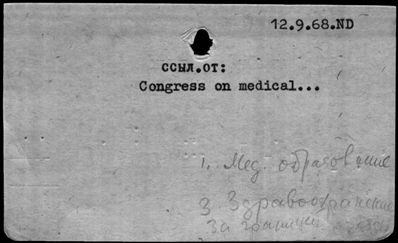 12.9.68.ND
ссыл.от:
Congress on medical...
1. Мед. образование
3. Здравоохранение
за границей